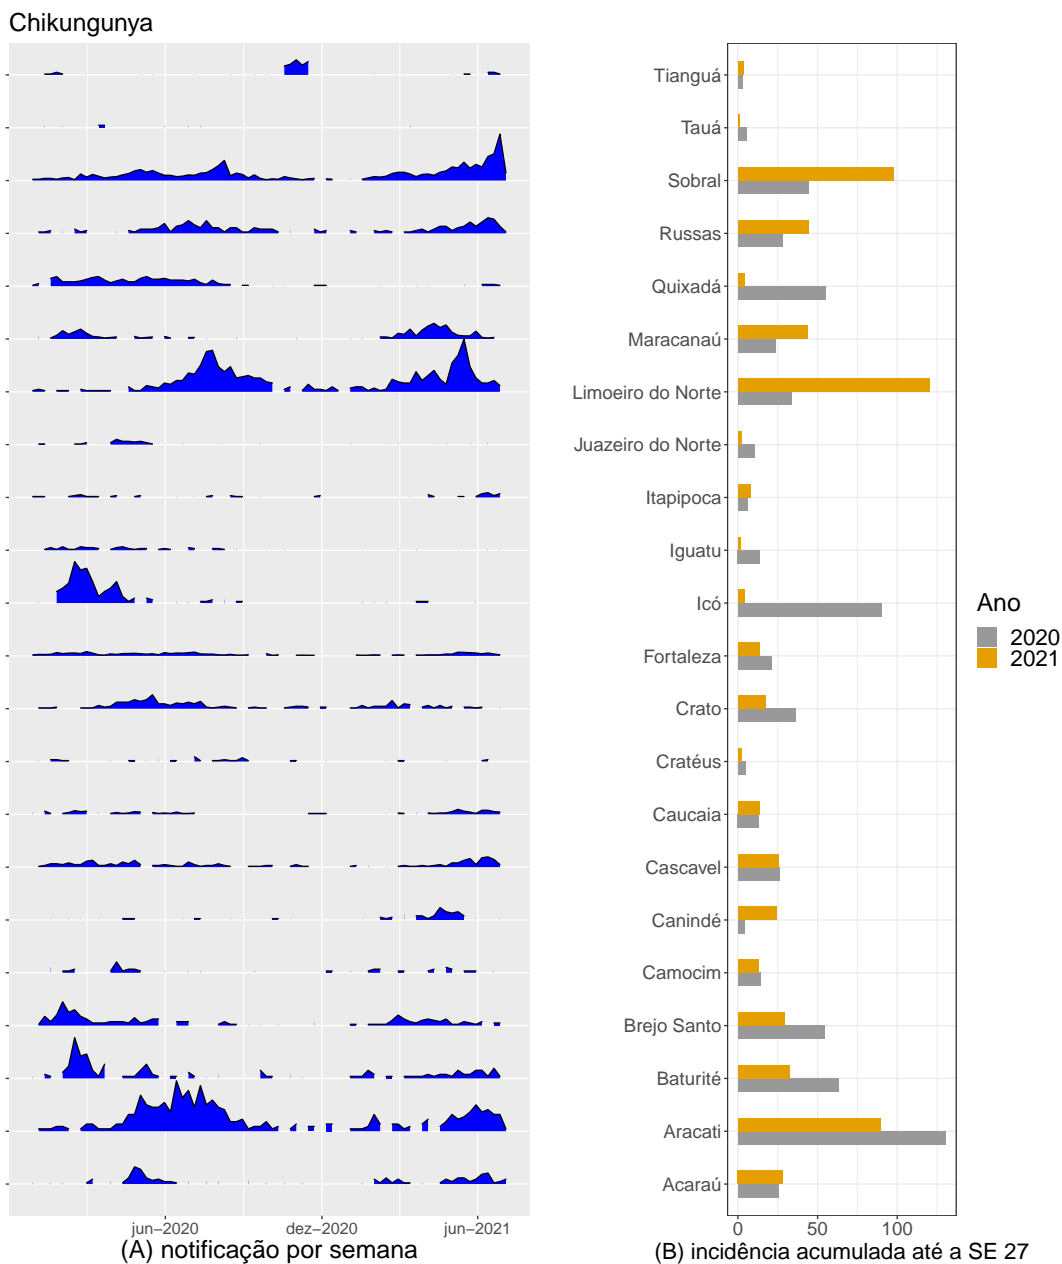 Chikungunya
Tianguá
Tauá
Sobral
Russas
Quixadá
Maracanaú
Limoeiro do Norte
Juazeiro do Norte
Itapipoca
Iguatu
Icó
Fortaleza
Crato
Cratéus
Caucaia
Cascavel
Canindé
Camocim
Brejo Santo
Baturité
Aracati
Acaraú
Ano
2020
2021
jun−2020 dez−2020 jun−2021
(A) notificação por semana
0 50 100
(B) incidência acumulada até a SE 27